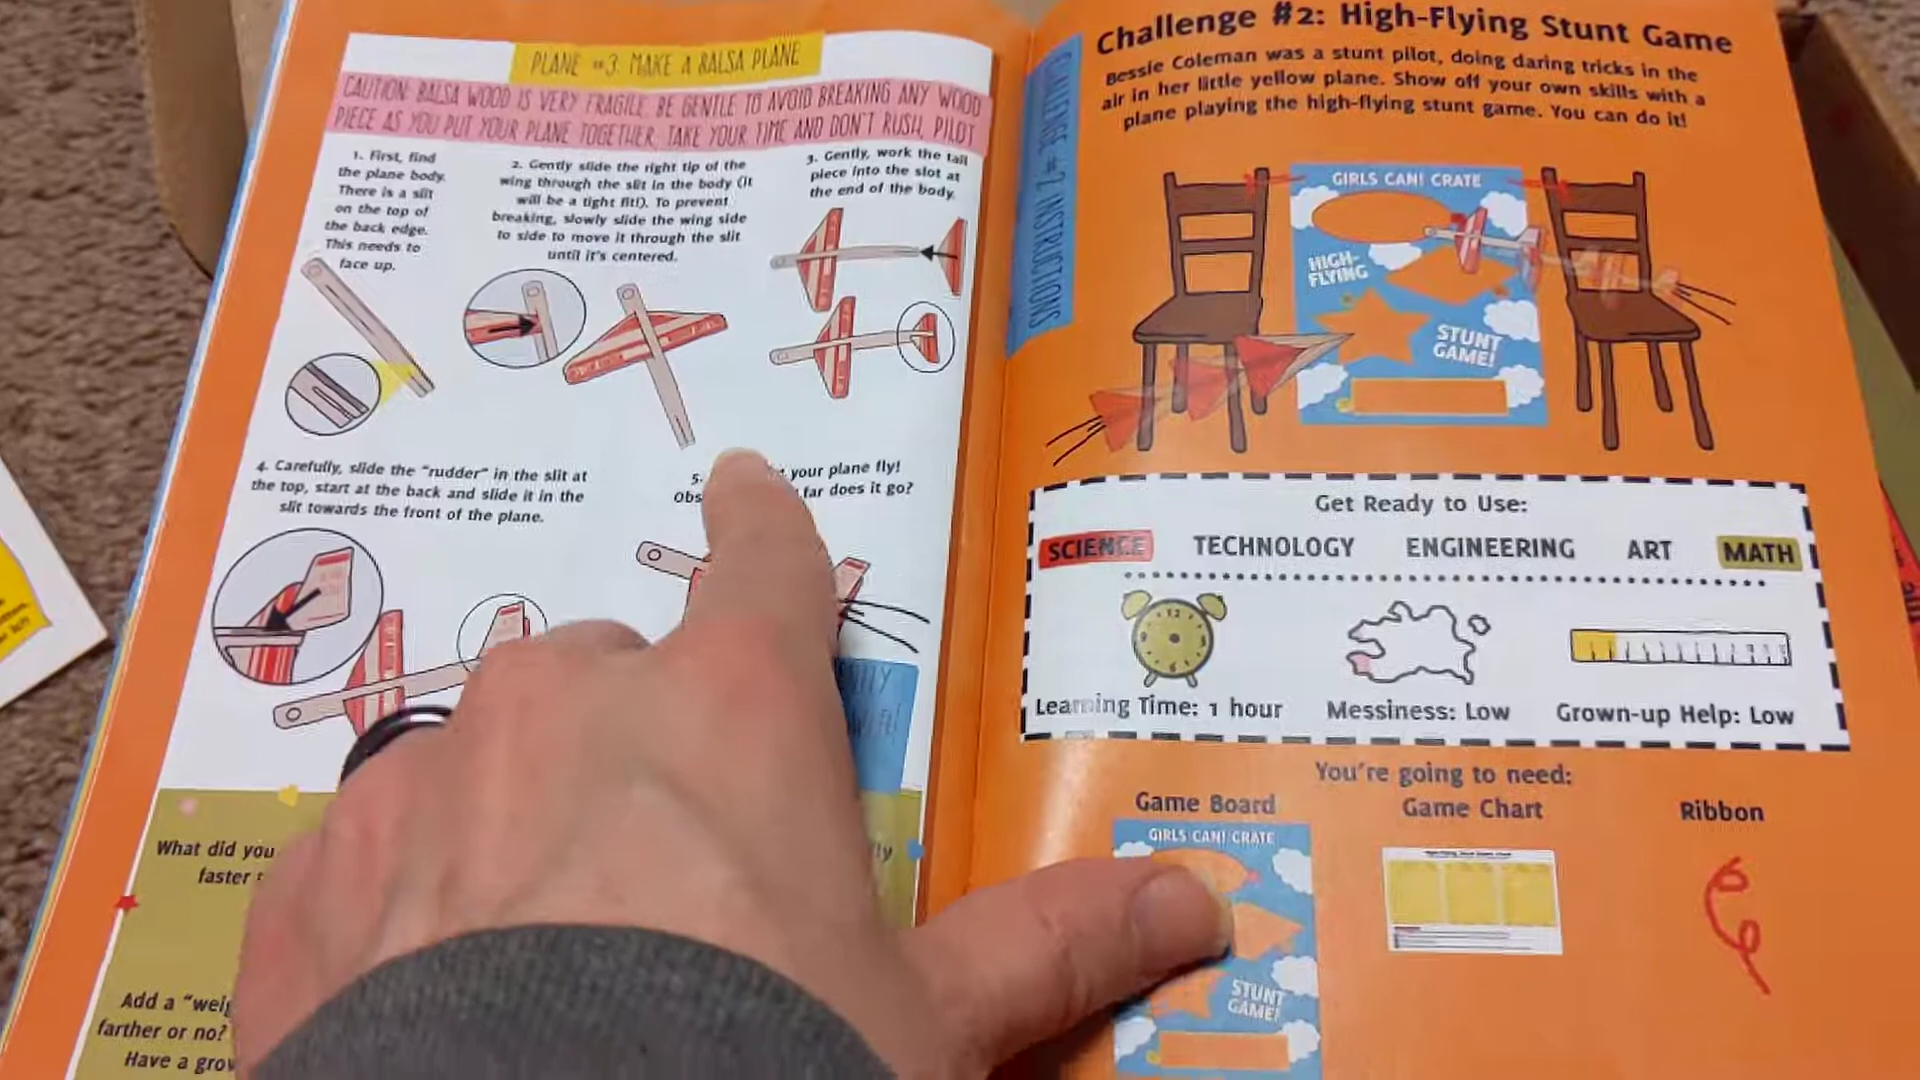 PLANE #3: MAKE A BALSA PLANE
CAUTION: BALSA WOOD IS VERY FRAGILE. BE GENTLE TO AVOID BREAKING ANY WOOD
PIECE AS YOU PUT YOUR PLANE TOGETHER. TAKE YOUR TIME AND DON'T RUSH, PILOT
1. First, find
the plane body.
There is a slit
on the top of
the back edge.
This needs to
face up.
2. Gently slide the right tip of the
wing through the slit in the body (it
will be a tight fit!). To prevent
breaking, slowly slide the wing side
to side to move it through the slit
until it's centered.
3. Gently, work the tail
piece into the slot at
the end of the body.
4. Carefully, slide the "rudder" in the slit at
the top, start at the back and slide it in the
slit towards the front of the plane.
5. your plane fly!
Obs far does it go?
What did you
faster
Add a "weig
farther or no?
Have a grow
CHALLENGE #2 INSTRUCTIONS
Challenge #2: High-Flying Stunt Game
Bessie Coleman was a stunt pilot, doing daring tricks in the
air in her little yellow plane. Show off your own skills with a
plane playing the high-flying stunt game. You can do it!
GIRLS CAN! CRATE
HIGH-
FLYING
STUNT
GAME!
Get Ready to Use:
SCIENCE TECHNOLOGY ENGINEERING ART MATH
Learning Time: 1 hour
Messiness: Low
Grown-up Help: Low
You're going to need:
Game Board
Game Chart
Ribbon
GIRLS CAN! CRATE
STUNT
GAME!